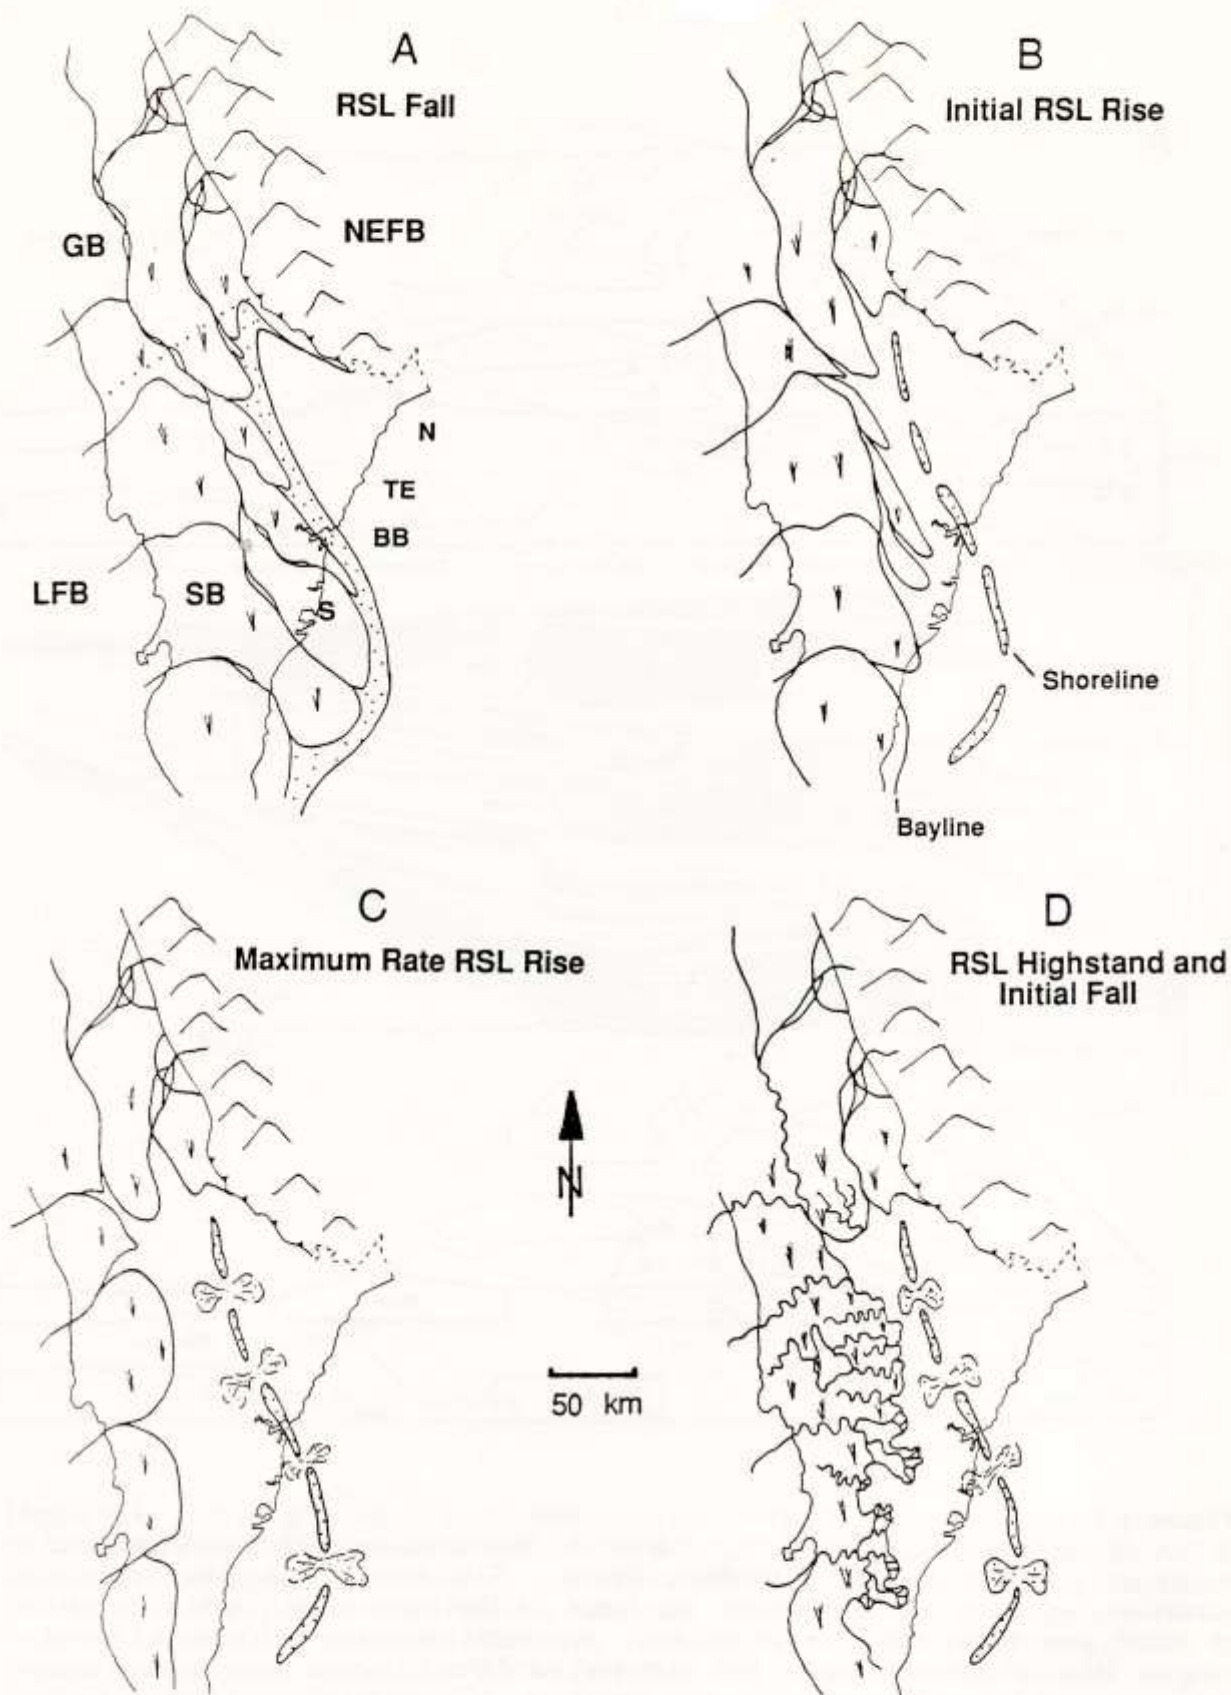 A
RSL Fall
GB
NEFB
N
TE
BB
LFB
SB
S
B
Initial RSL Rise
Shoreline
Bayline
C
Maximum Rate RSL Rise
D
RSL Highstand and
Initial Fall
N
50 km